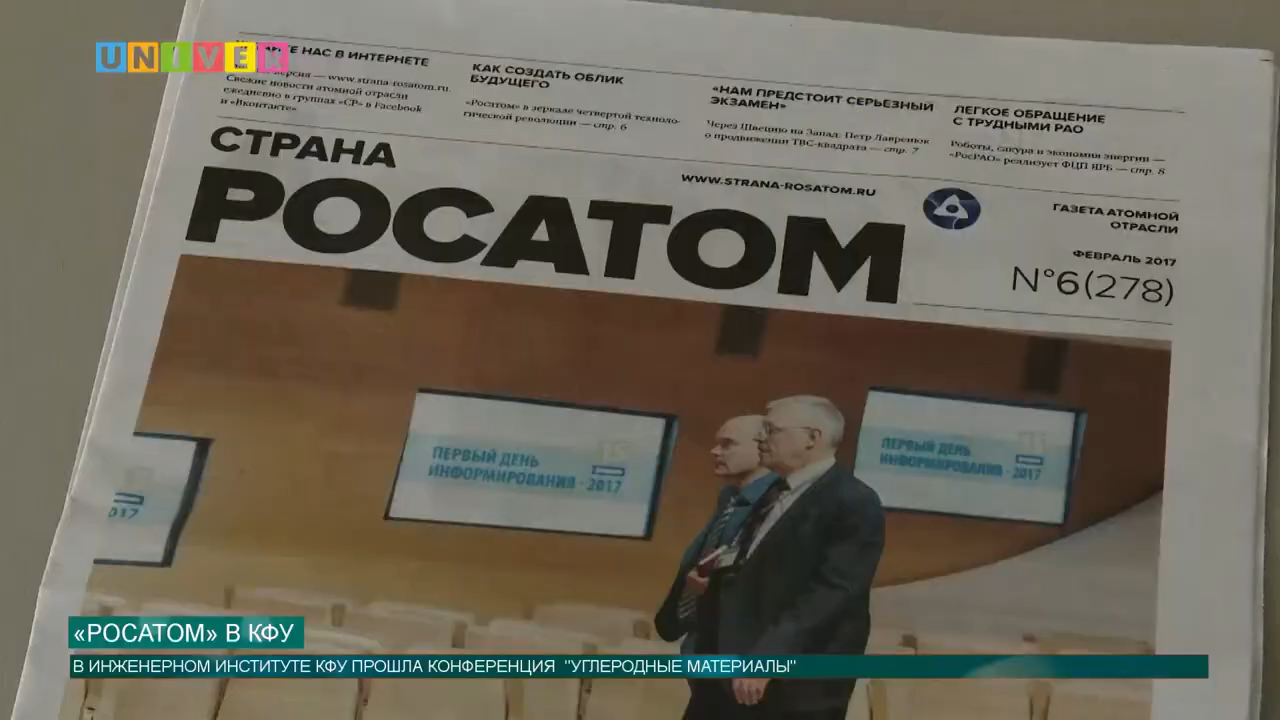 UNIVER
НАС В ИНТЕРНЕТЕ
версия — www.strana-rosatom.ru.
Свежие новости атомной отрасли
ежедневно в группах «СР» в Facebook
и «Вконтакте»
КАК СОЗДАТЬ ОБЛИК
БУДУЩЕГО
«Росатом» в зеркале четвертой техноло-
гической революции — стр. 6
«НАМ ПРЕДСТОИТ СЕРЬЕЗНЫЙ
ЭКЗАМЕН»
Через Швецию на Запад: Петр Лавренюк
о продвижении ТВС-квадрата — стр. 7
ЛЕГКОЕ ОБРАЩЕНИЕ
С ТРУДНЫМИ РАО
Роботы, сакура и экономия энергии —
«РосРАО» реализует ФЦП ЯРБ — стр. 8
СТРАНА
РОСАТОМ
WWW.STRANA-ROSATOM.RU
ГАЗЕТА АТОМНОЙ
ОТРАСЛИ
ФЕВРАЛЬ 2017
N°6(278)
ПЕРВЫЙ ДЕНЬ
ИНФОРМИРОВАНИЯ - 2017
ПЕРВЫЙ ДЕНЬ
ИНФОРМИРОВАНИЯ - 2017
017
«РОСАТОМ» В КФУ
В ИНЖЕНЕРНОМ ИНСТИТУТЕ КФУ ПРОШЛА КОНФЕРЕНЦИЯ "УГЛЕРОДНЫЕ МАТЕРИАЛЫ"